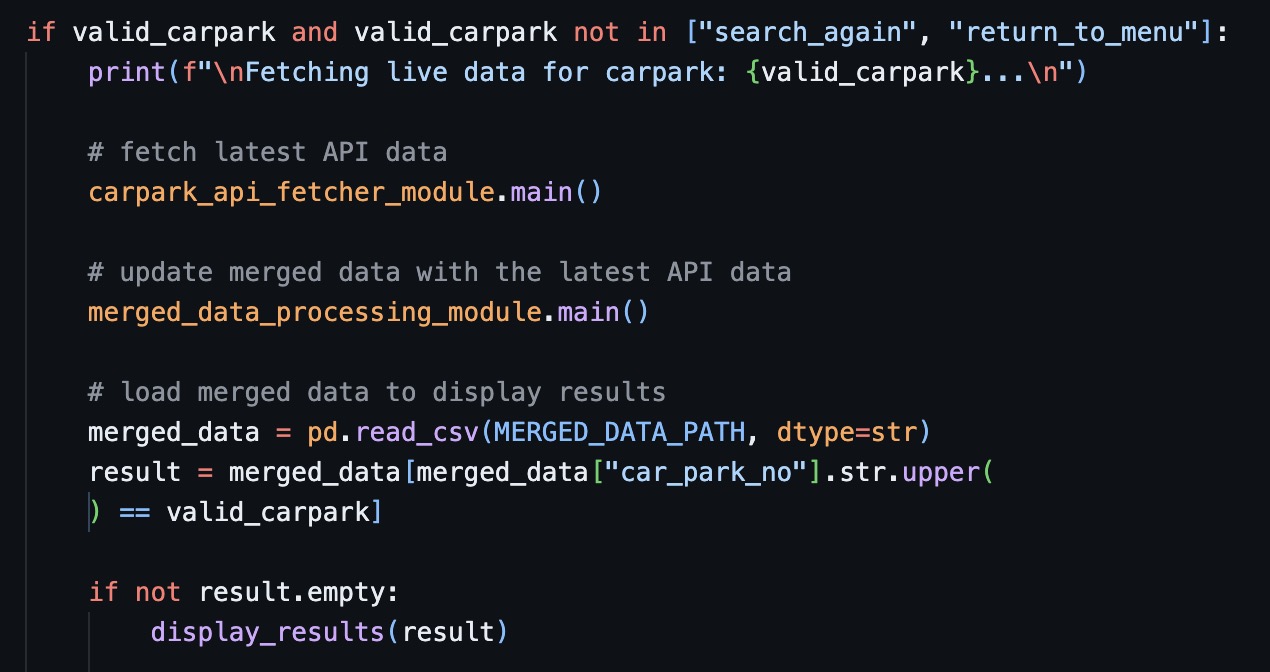 if valid_carpark and valid_carpark not in ["search_again", "return_to_menu"]:
    print(f"\nFetching live data for carpark: {valid_carpark}...\n")

    # fetch latest API data
    carpark_api_fetcher_module.main()

    # update merged data with the latest API data
    merged_data_processing_module.main()

    # load merged data to display results
    merged_data = pd.read_csv(MERGED_DATA_PATH, dtype=str)
    result = merged_data[merged_data["car_park_no"].str.upper(
    ) == valid_carpark]

    if not result.empty:
        display_results(result)